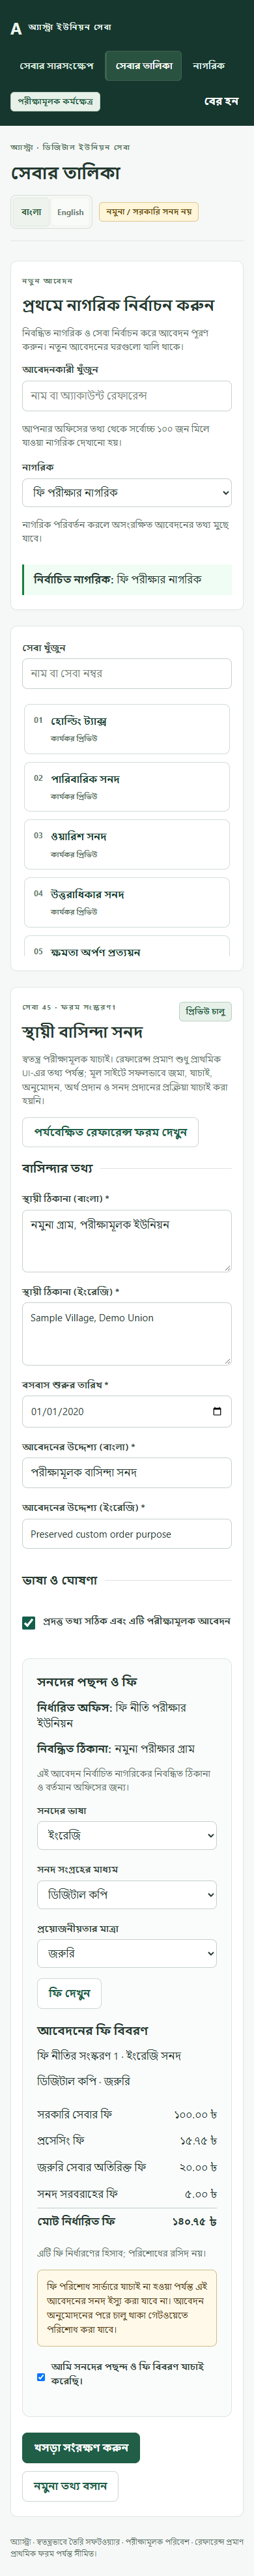 A অ্যাস্ট্রা ইউনিয়ন সেবা
সেবার সারসংক্ষেপ
সেবার তালিকা
নাগরিক
পরীক্ষামূলক কর্মক্ষেত্র
বের হন
অ্যাস্ট্রা · ডিজিটাল ইউনিয়ন সেবা
সেবার তালিকা
বাংলা
English
নমুনা / সরকারি সনদ নয়
নতুন আবেদন
প্রথমে নাগরিক নির্বাচন করুন
নিবন্ধিত নাগরিক ও সেবা নির্বাচন করে আবেদন পূরণ
করুন। নতুন আবেদনের ঘরগুলো খালি থাকে।
আবেদনকারী খুঁজুন
নাম বা অ্যাকাউন্ট রেফারেন্স
আপনার অফিসের তথ্য থেকে সর্বোচ্চ ১০০ জন মিলে
যাওয়া নাগরিক দেখানো হয়।
নাগরিক
ফি পরীক্ষার নাগরিক
নাগরিক পরিবর্তন করলে অসংরক্ষিত আবেদনের তথ্য মুছে
যাবে।
নির্বাচিত নাগরিক: ফি পরীক্ষার নাগরিক
সেবা খুঁজুন
নাম বা সেবা নম্বর
01 হোল্ডিং ট্যাক্স
কার্যকর প্রিভিউ
02 পারিবারিক সনদ
কার্যকর প্রিভিউ
03 ওয়ারিশ সনদ
কার্যকর প্রিভিউ
04 উত্তরাধিকার সনদ
কার্যকর প্রিভিউ
05 ক্ষমতা অর্পণ প্রত্যয়ন
সেবা 45 · ফরম সংস্করণ 1
প্রিভিউ চালু
স্থায়ী বাসিন্দা সনদ
স্বতন্ত্র পরীক্ষামূলক যাচাই। রেফারেন্স প্রমাণ শুধু প্রাথমিক
UI-এর তথ্য পর্যন্ত; মূল সাইটে সফলভাবে জমা, যাচাই,
অনুমোদন, অর্থ প্রদান ও সনদ প্রদানের প্রক্রিয়া যাচাই করা
হয়নি।
পর্যবেক্ষিত রেফারেন্স ফরম দেখুন
বাসিন্দার তথ্য
স্থায়ী ঠিকানা (বাংলা) *
নমুনা গ্রাম, পরীক্ষামূলক ইউনিয়ন
স্থায়ী ঠিকানা (ইংরেজি) *
Sample Village, Demo Union
বসবাস শুরুর তারিখ *
01/01/2020
আবেদনের উদ্দেশ্য (বাংলা) *
পরীক্ষামূলক বাসিন্দা সনদ
আবেদনের উদ্দেশ্য (ইংরেজি) *
Preserved custom order purpose
ভাষা ও ঘোষণা
প্রদত্ত তথ্য সঠিক এবং এটি পরীক্ষামূলক আবেদন
সনদের পছন্দ ও ফি
নির্ধারিত অফিস: ফি নীতি পরীক্ষার
ইউনিয়ন
নিবন্ধিত ঠিকানা: নমুনা পরীক্ষার গ্রাম
এই আবেদন নির্বাচিত নাগরিকের নিবন্ধিত ঠিকানা
ও বর্তমান অফিসের জন্য।
সনদের ভাষা
ইংরেজি
সনদ সংগ্রহের মাধ্যম
ডিজিটাল কপি
প্রয়োজনীয়তার মাত্রা
জরুরি
ফি দেখুন
আবেদনের ফি বিবরণ
ফি নীতির সংস্করণ 1 · ইংরেজি সনদ
ডিজিটাল কপি · জরুরি
সরকারি সেবার ফি ১০০.০০ ৳
প্রসেসিং ফি ১৫.৭৫ ৳
জরুরি সেবার অতিরিক্ত ফি ২০.০০ ৳
সনদ সরবরাহের ফি ৫.০০ ৳
মোট নির্ধারিত ফি ১৪০.৭৫ ৳
এটি ফি নির্ধারণের হিসাব; পরিশোধের রসিদ নয়।
ফি পরিশোধ সার্ভারে যাচাই না হওয়া পর্যন্ত এই
আবেদনের সনদ ইস্যু করা যাবে না। আবেদন
অনুমোদনের পরে চালু থাকা গেটওয়েতে
পরিশোধ করা যাবে।
আমি সনদের পছন্দ ও ফি বিবরণ যাচাই
করেছি।
খসড়া সংরক্ষণ করুন
নমুনা তথ্য বসান
অ্যাস্ট্রা · স্বতন্ত্রভাবে তৈরি সফটওয়্যার · পরীক্ষামূলক পরিবেশ · রেফারেন্স প্রমাণ
প্রাথমিক ফরম পর্যন্ত সীমিত।